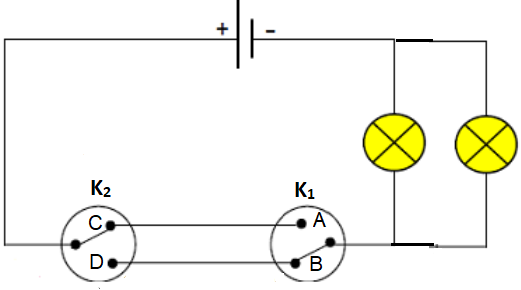 + -
K₂ K₁
C A
D B